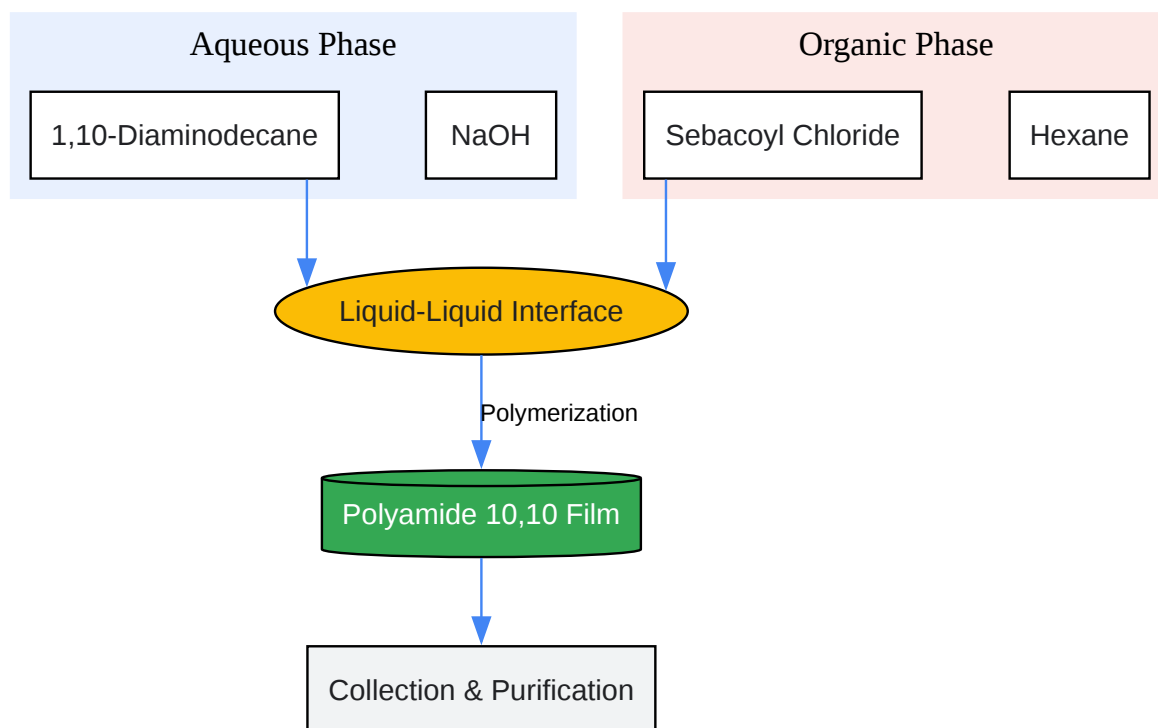 Aqueous Phase
Organic Phase
1,10-Diaminodecane
NaOH
Sebacoyl Chloride
Hexane
Liquid-Liquid Interface
Polymerization
Polyamide 10,10 Film
Collection & Purification